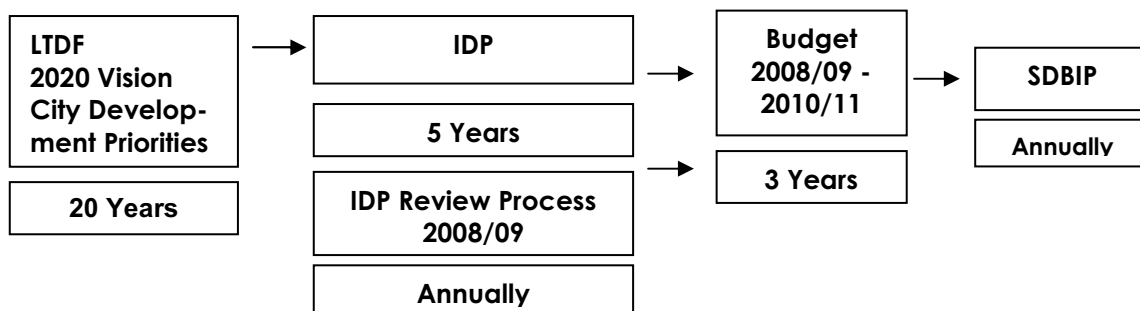 LTDF
2020 Vision
City Develop-
ment Priorities
20 Years
IDP
5 Years
IDP Review Process
2008/09
Annually
Budget
2008/09 -
2010/11
3 Years
SDBIP
Annually